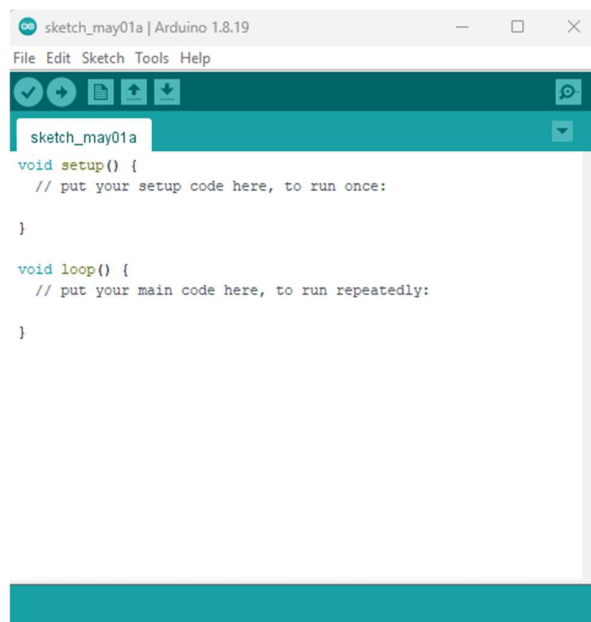 sketch_may01a | Arduino 1.8.19
File Edit Sketch Tools Help
sketch_may01a
void setup() {
  // put your setup code here, to run once:
}
void loop() {
  // put your main code here, to run repeatedly:
}